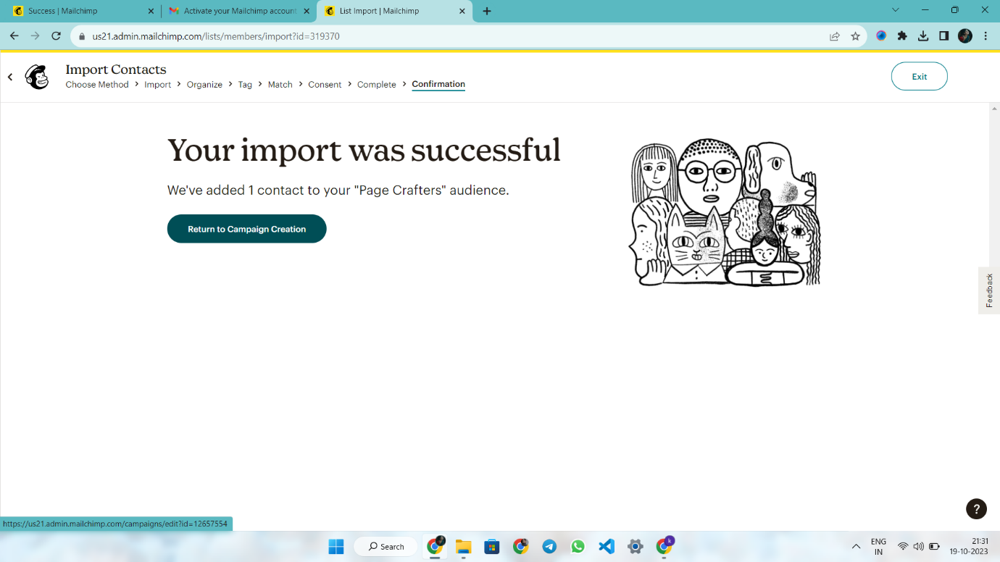 Success | Mailchimp
Activate your Mailchimp account
List Import | Mailchimp
us21.admin.mailchimp.com/lists/members/import?id=319370
Import Contacts
Choose Method > Import > Organize > Tag > Match > Consent > Complete > Confirmation
Exit
Your import was successful
We've added 1 contact to your "Page Crafters" audience.
Return to Campaign Creation
Feedback
?
https://us21.admin.mailchimp.com/campaigns/edit?id=12657554
Search
k
ENG
IN
21:31
19-10-2023